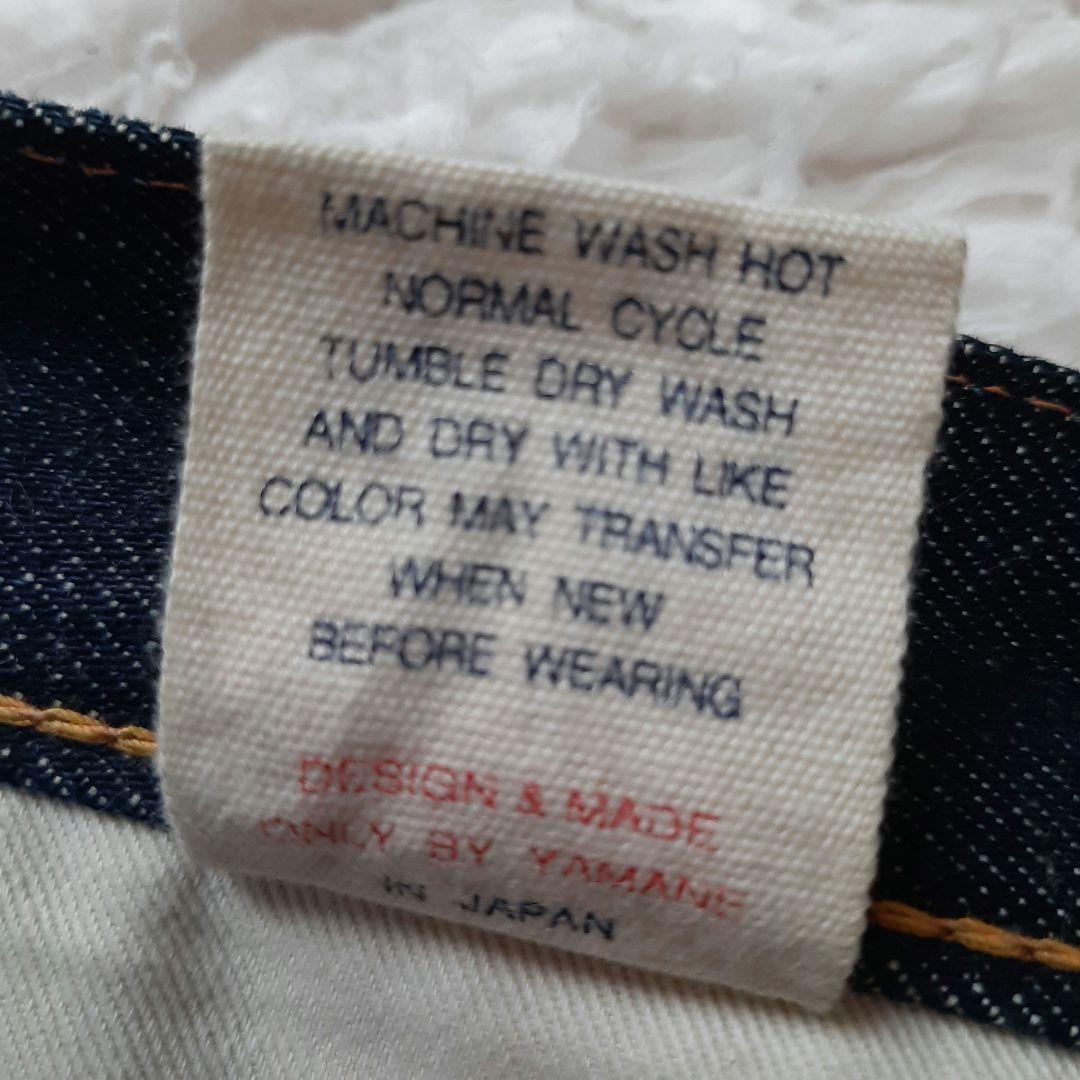 MACHINE WASH HOT
NORMAL CYCLE
TUMBLE DRY WASH
AND DRY WITH LIKE
COLOR MAY TRANSFER
WHEN NEW
BEFORE WEARING
DESIGN & MADE
ONLY BY YAMANE
IN JAPAN